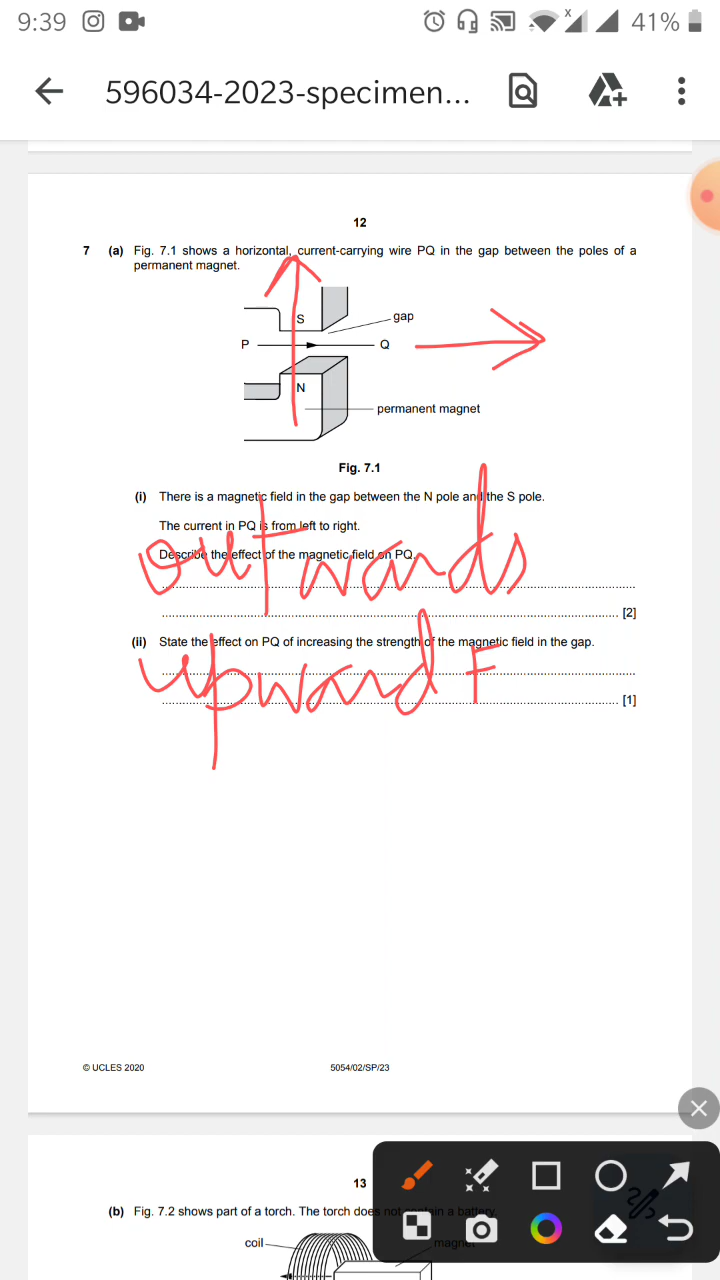 9:39
41%
596034-2023-specimen...
12
7 (a) Fig. 7.1 shows a horizontal, current-carrying wire PQ in the gap between the poles of a
permanent magnet.
S
gap
P
Q
N
permanent magnet
Fig. 7.1
(i) There is a magnetic field in the gap between the N pole and the S pole.
The current in PQ is from left to right.
Describe the effect of the magnetic field on PQ.
outwards
[2]
(ii) State the effect on PQ of increasing the strength of the magnetic field in the gap.
upward F
[1]
© UCLES 2020
5054/02/SP/23
13
(b) Fig. 7.2 shows part of a torch. The torch does not contain a battery.
coil
magnet